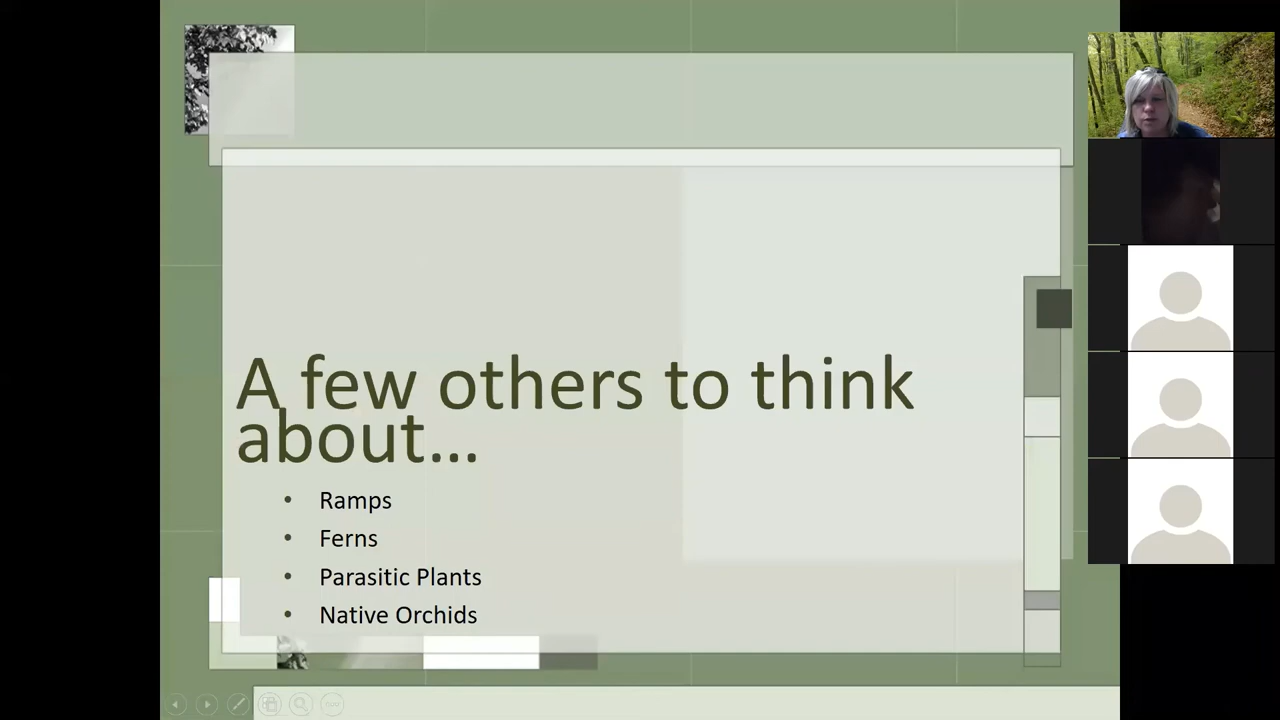 A few others to think
about...
• Ramps
• Ferns
• Parasitic Plants
• Native Orchids